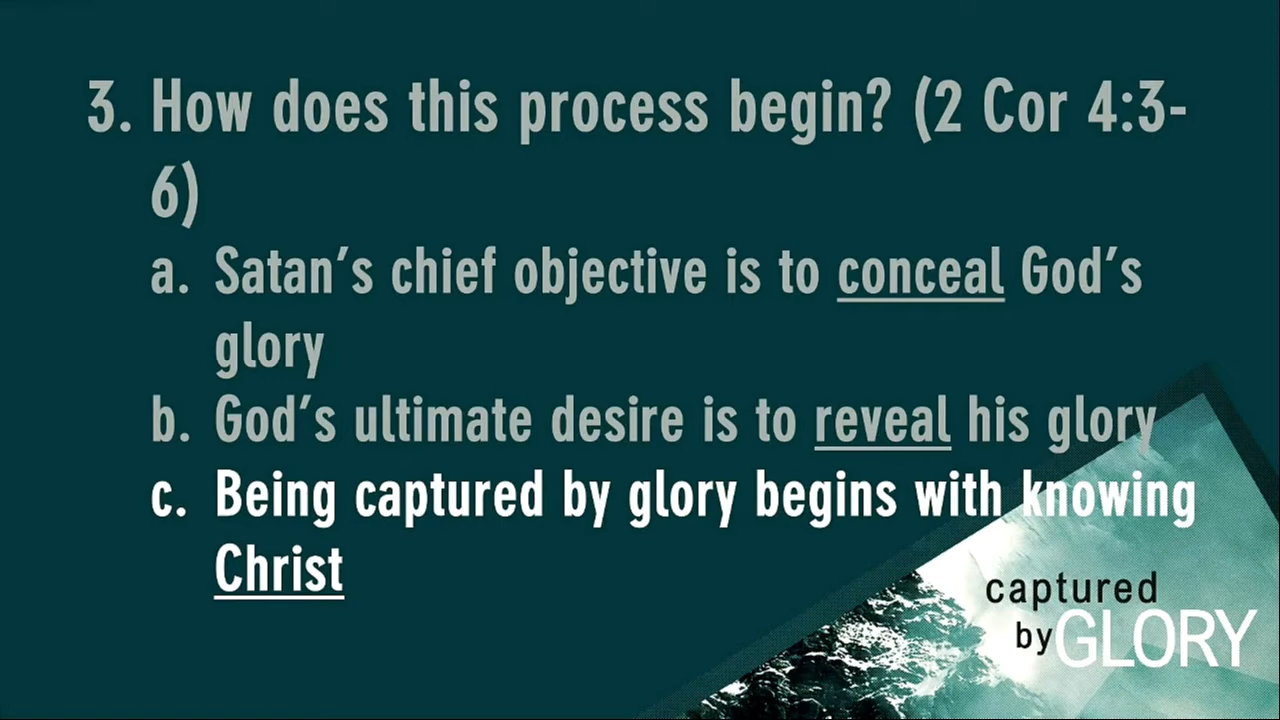 3. How does this process begin? (2 Cor 4:3-
6)
a. Satan’s chief objective is to conceal God’s
glory
b. God’s ultimate desire is to reveal his glory
c. Being captured by glory begins with knowing
Christ
captured
by GLORY